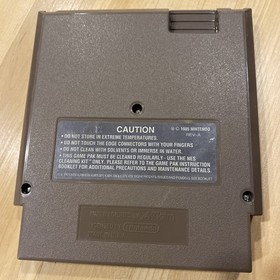 CAUTION
© 1985 NINTENDO
REV-A
• DO NOT STORE IN EXTREME TEMPERATURES.
• DO NOT TOUCH THE EDGE CONNECTORS WITH YOUR FINGERS
• DO NOT CLEAN WITH SOLVENTS OR IMMERSE IN WATER.
• THIS GAME PAK MUST BE CLEANED REGULARLY - USE THE NES
CLEANING KIT ONLY. PLEASE REFER TO THE GAME PAK INSTRUCTION
BOOKLET FOR ADDITIONAL PRECAUTIONS AND MAINTENANCE DETAILS.